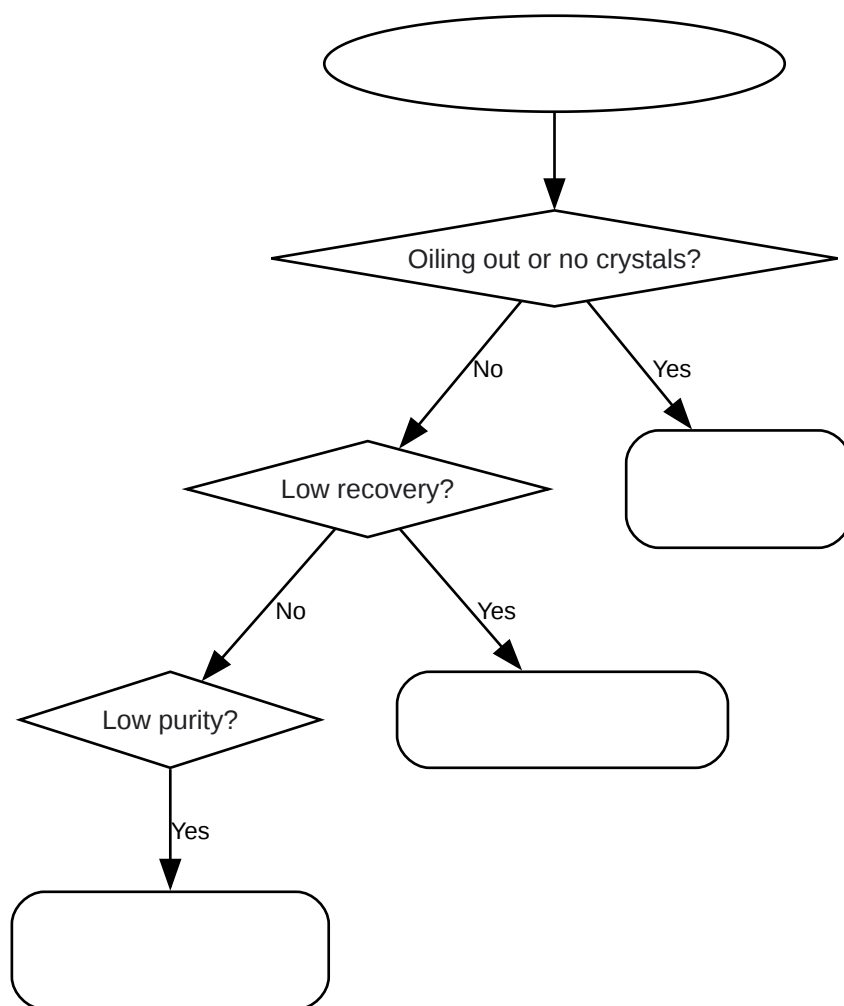 Oiling out or no crystals?
No
Yes
Low recovery?
No
Yes
Low purity?
Yes